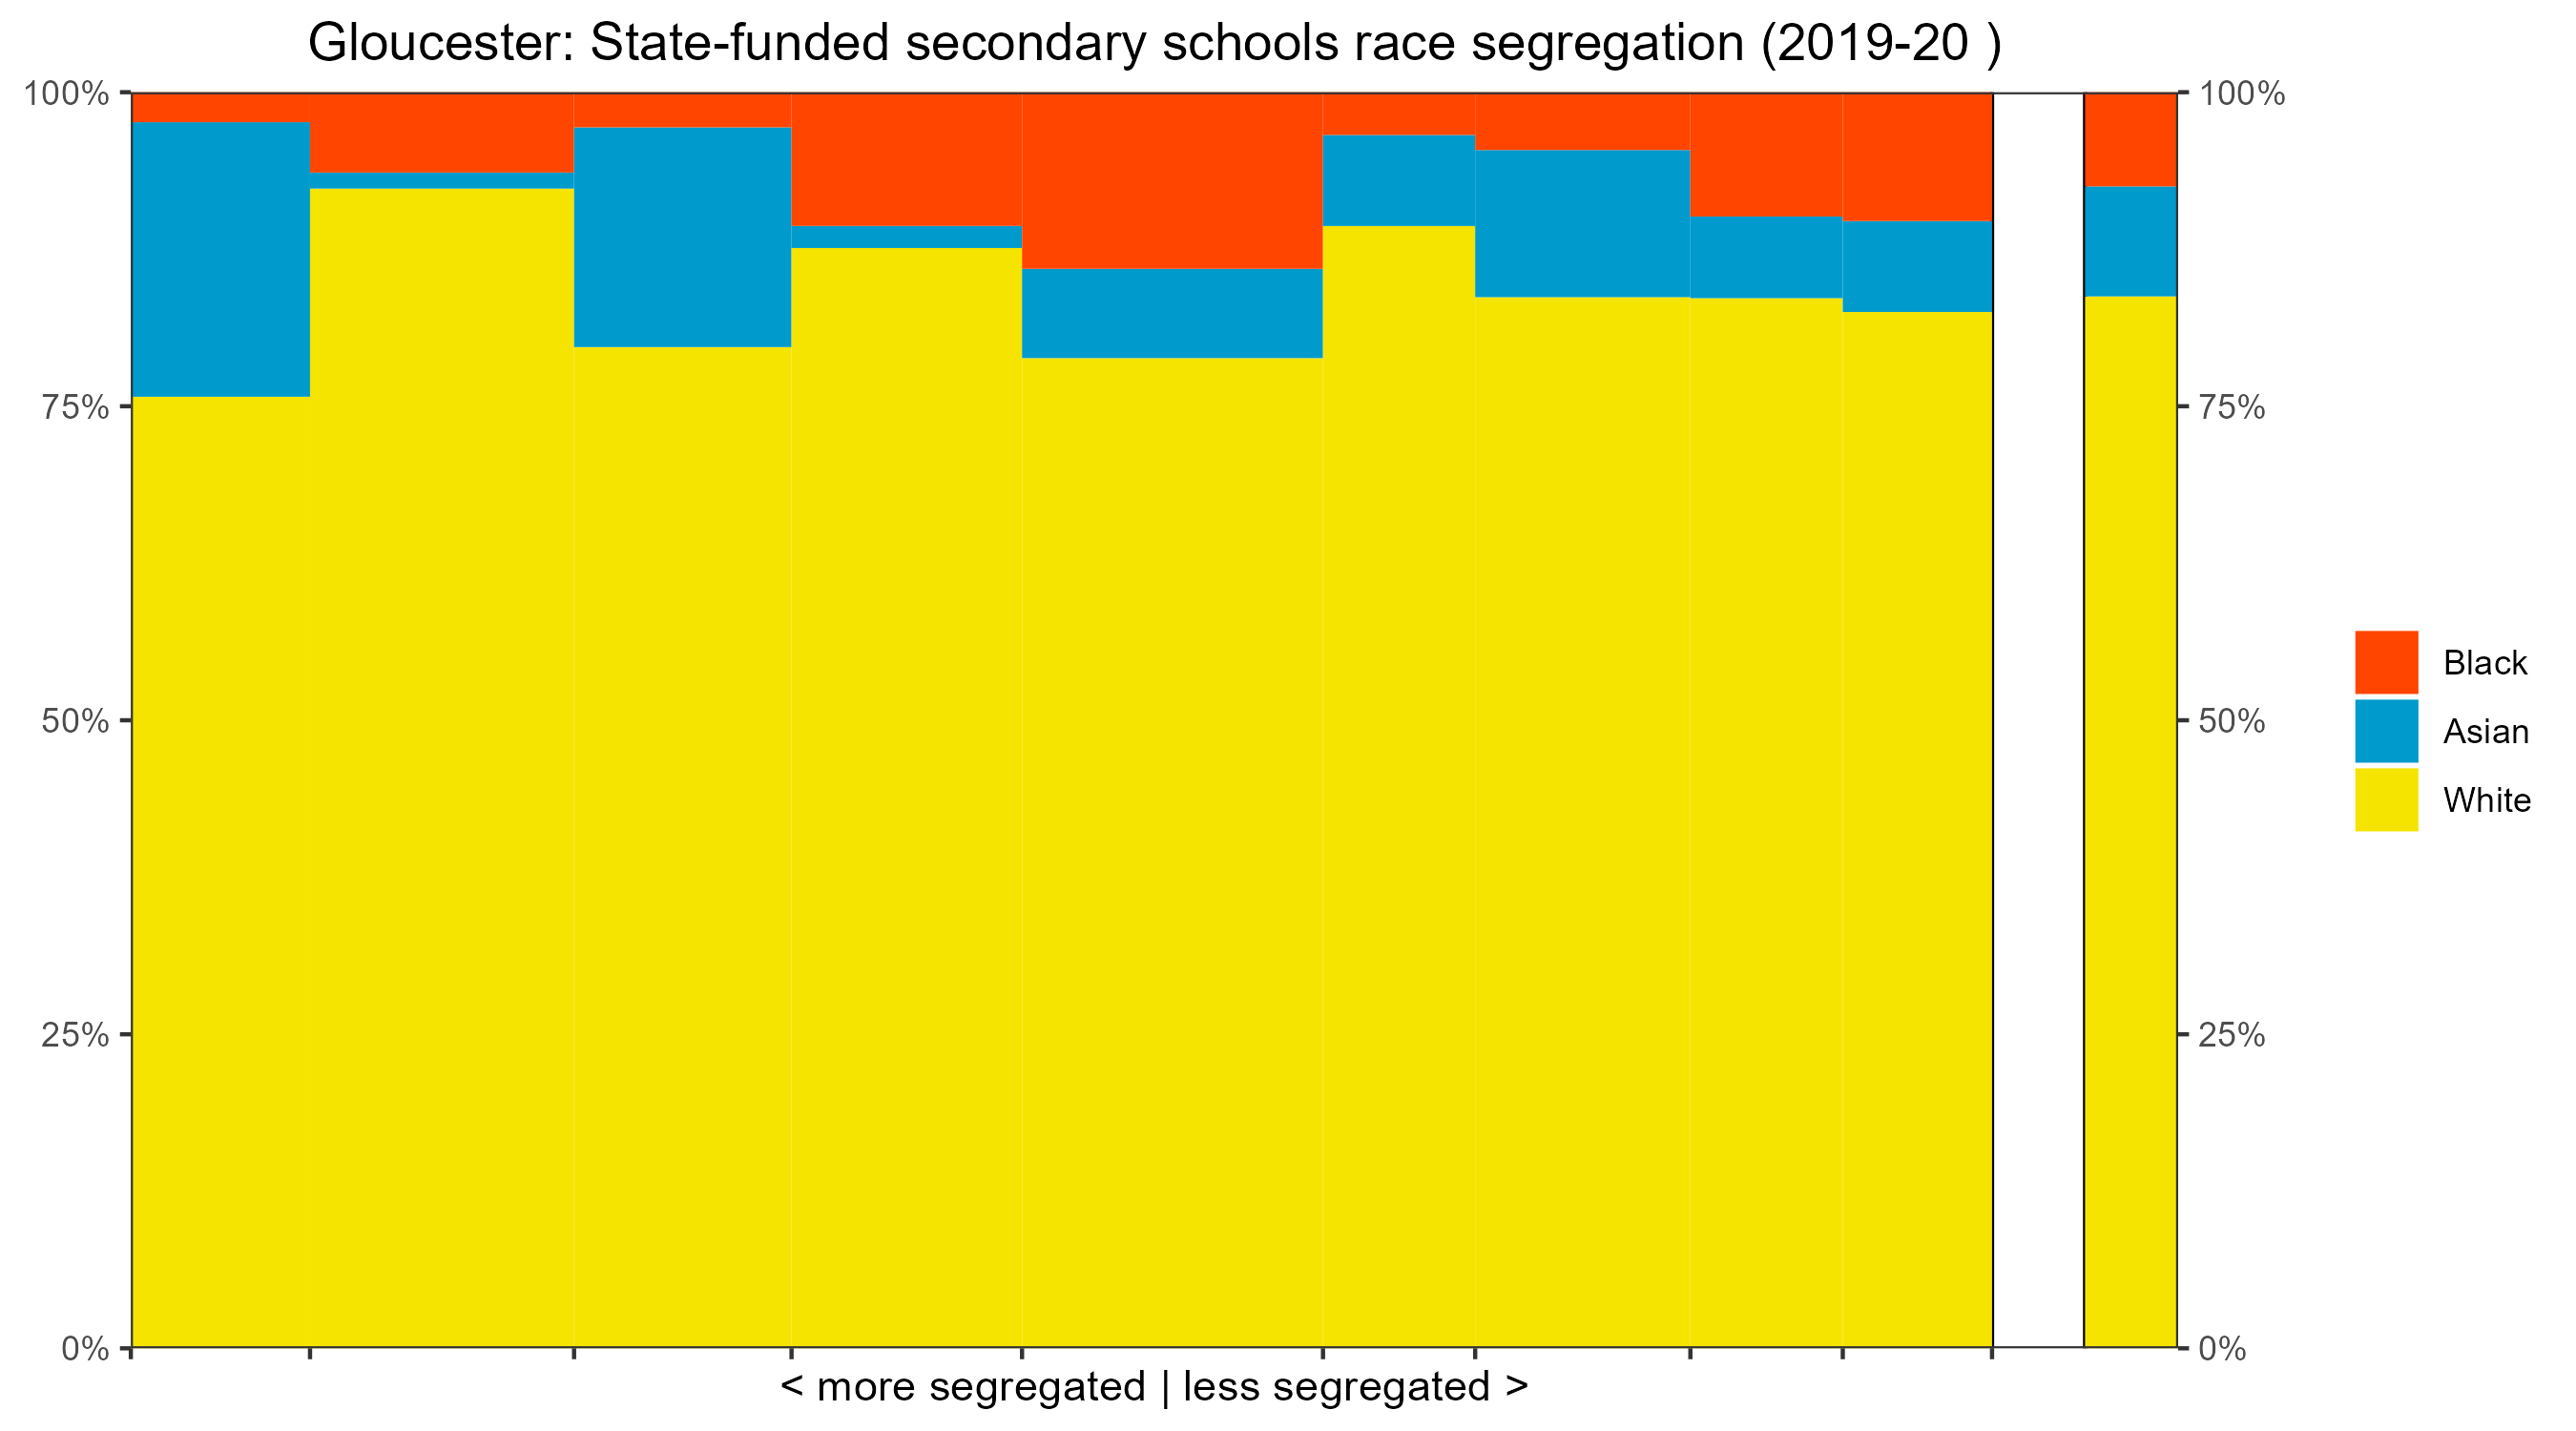 Gloucester: State-funded secondary schools race segregation (2019-20 )
100%
75%
50%
25%
0%
100%
75%
50%
25%
0%
Black
Asian
White
< more segregated | less segregated >